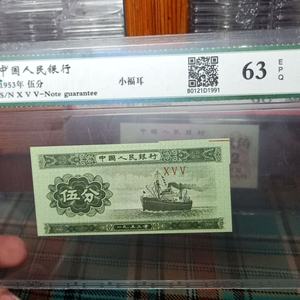 中国人民银行
1953年 伍分
S/N X V V-Note guarantee
小福耳
80121D1991
63
EPQ
中国人民银行
XVV
伍分
一九五三年